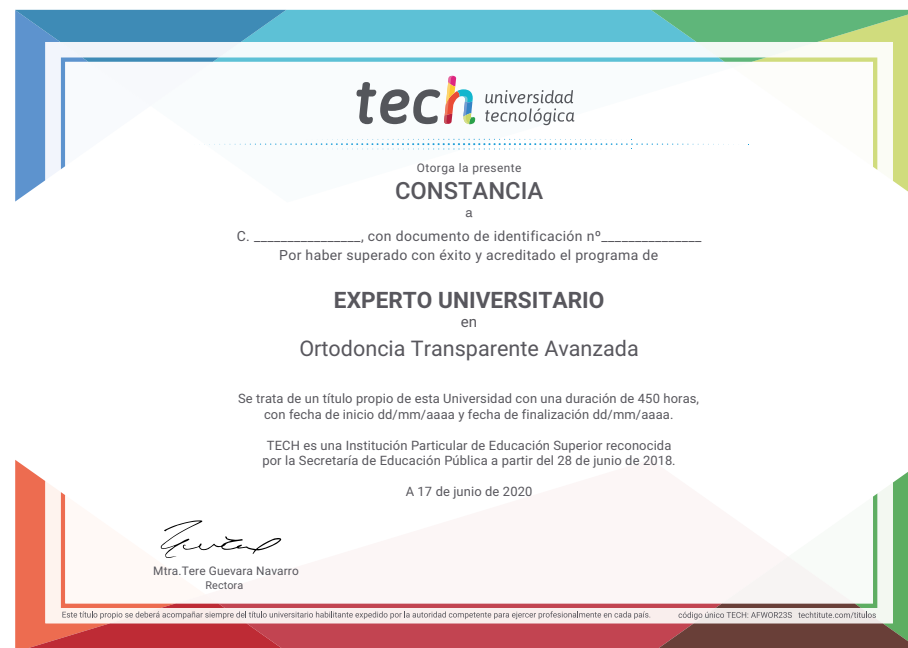 tech universidad
tecnológica
Otorga la presente
CONSTANCIA
a
C. ________________, con documento de identificación nº_______________
Por haber superado con éxito y acreditado el programa de
EXPERTO UNIVERSITARIO
en
Ortodoncia Transparente Avanzada
Se trata de un título propio de esta Universidad con una duración de 450 horas,
con fecha de inicio dd/mm/aaaa y fecha de finalización dd/mm/aaaa.
TECH es una Institución Particular de Educación Superior reconocida
por la Secretaría de Educación Pública a partir del 28 de junio de 2018.
A 17 de junio de 2020
Mtra.Tere Guevara Navarro
Rectora
Este título propio se deberá acompañar siempre del título universitario habilitante expedido por la autoridad competente para ejercer profesionalmente en cada país. código único TECH: AFWOR23S techtitute.com/titulos